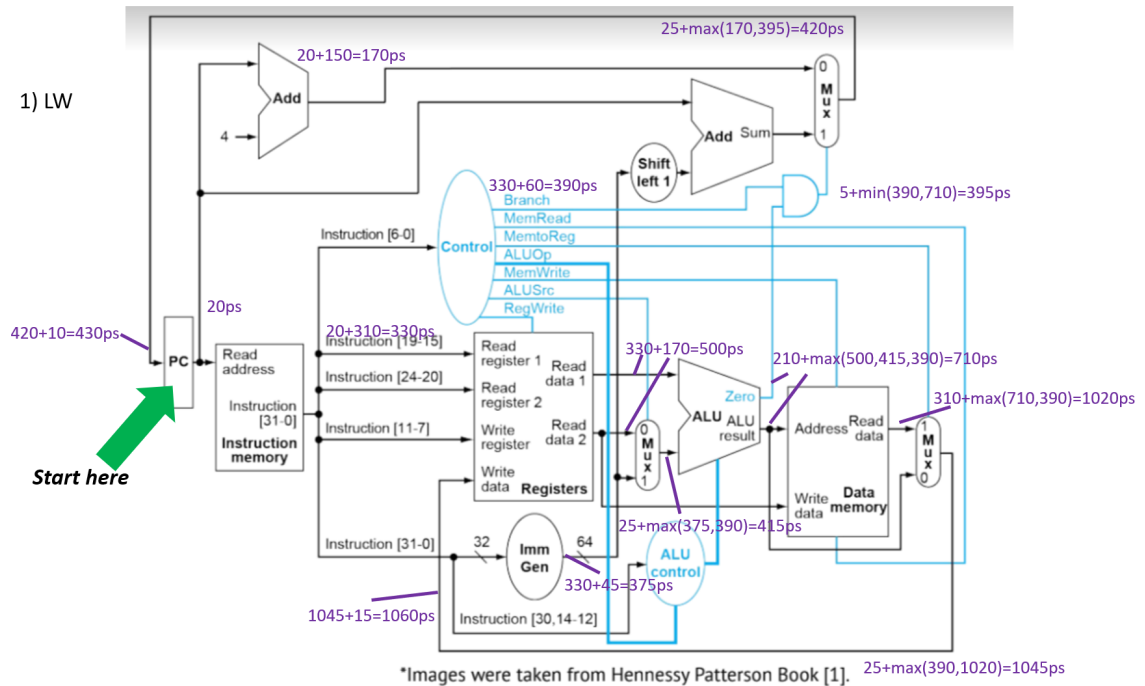 25+max(170,395)=420ps
20+150=170ps
0
Mux
1
1) LW
Add
4
Add Sum
Shift left 1
330+60=390ps
5+min(390,710)=395ps
Branch
MemRead
MemtoReg
ALUOp
MemWrite
ALUSrc
RegWrite
Instruction [6-0]
Control
20ps
420+10=430ps
PC
Read address
Instruction [31-0]
Instruction memory
20+310=330ps
Instruction [19-15]
Instruction [24-20]
Instruction [11-7]
Read register 1
Read data 1
Read register 2
Write register
Read data 2
Write data
Registers
330+170=500ps
210+max(500,415,390)=710ps
310+max(710,390)=1020ps
0
Mux
1
Zero
ALU
ALU result
Address
Read data
Write data
Data memory
1
Mux
0
Start here
25+max(375,390)=415ps
Instruction [31-0]
32
Imm Gen
64
ALU control
330+45=375ps
1045+15=1060ps
Instruction [30,14-12]
25+max(390,1020)=1045ps
*Images were taken from Hennessy Patterson Book [1].